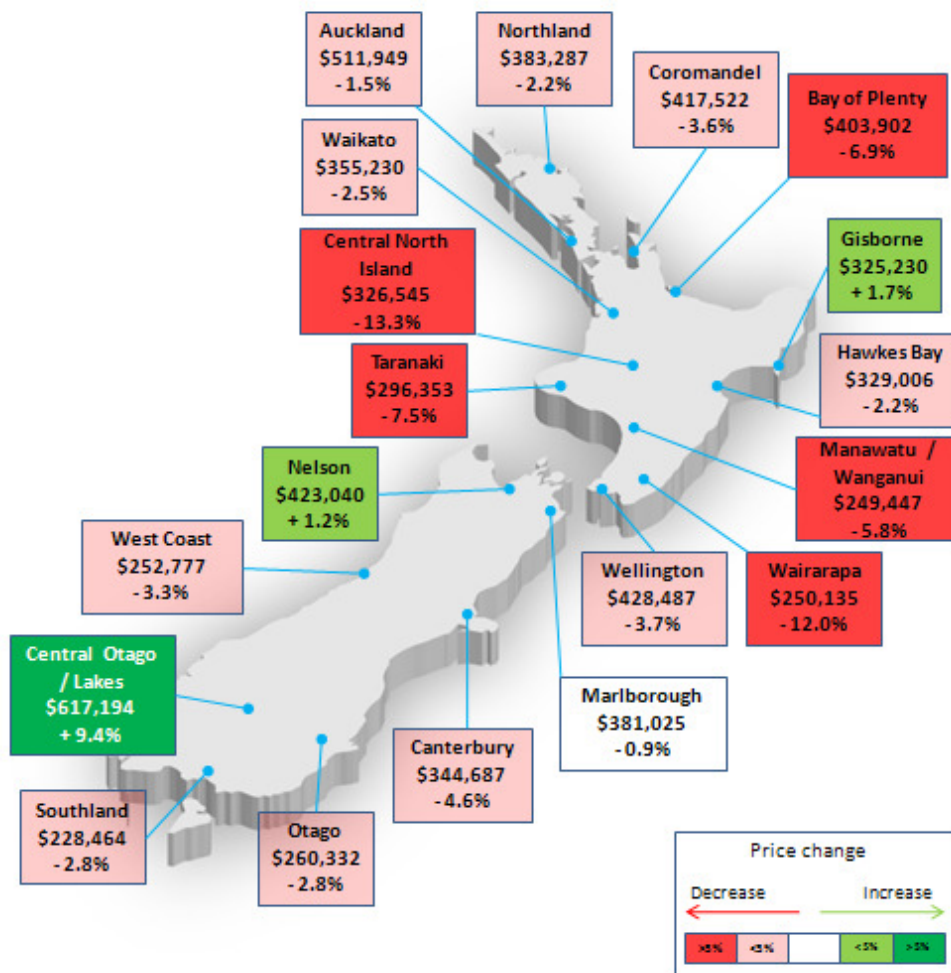 Auckland
$511,949
- 1.5%
Northland
$383,287
- 2.2%
Coromandel
$417,522
- 3.6%
Bay of Plenty
$403,902
- 6.9%
Waikato
$355,230
- 2.5%
Central North
Island
$326,545
- 13.3%
Gisborne
$325,230
+ 1.7%
Taranaki
$296,353
- 7.5%
Hawkes Bay
$329,006
- 2.2%
Nelson
$423,040
+ 1.2%
Manawatu /
Wanganui
$249,447
- 5.8%
West Coast
$252,777
- 3.3%
Wellington
$428,487
- 3.7%
Wairarapa
$250,135
- 12.0%
Central Otago
/ Lakes
$617,194
+ 9.4%
Marlborough
$381,025
- 0.9%
Canterbury
$344,687
- 4.6%
Southland
$228,464
- 2.8%
Otago
$260,332
- 2.8%
Price change
Decrease
Increase
>5% <5% <5% >5%